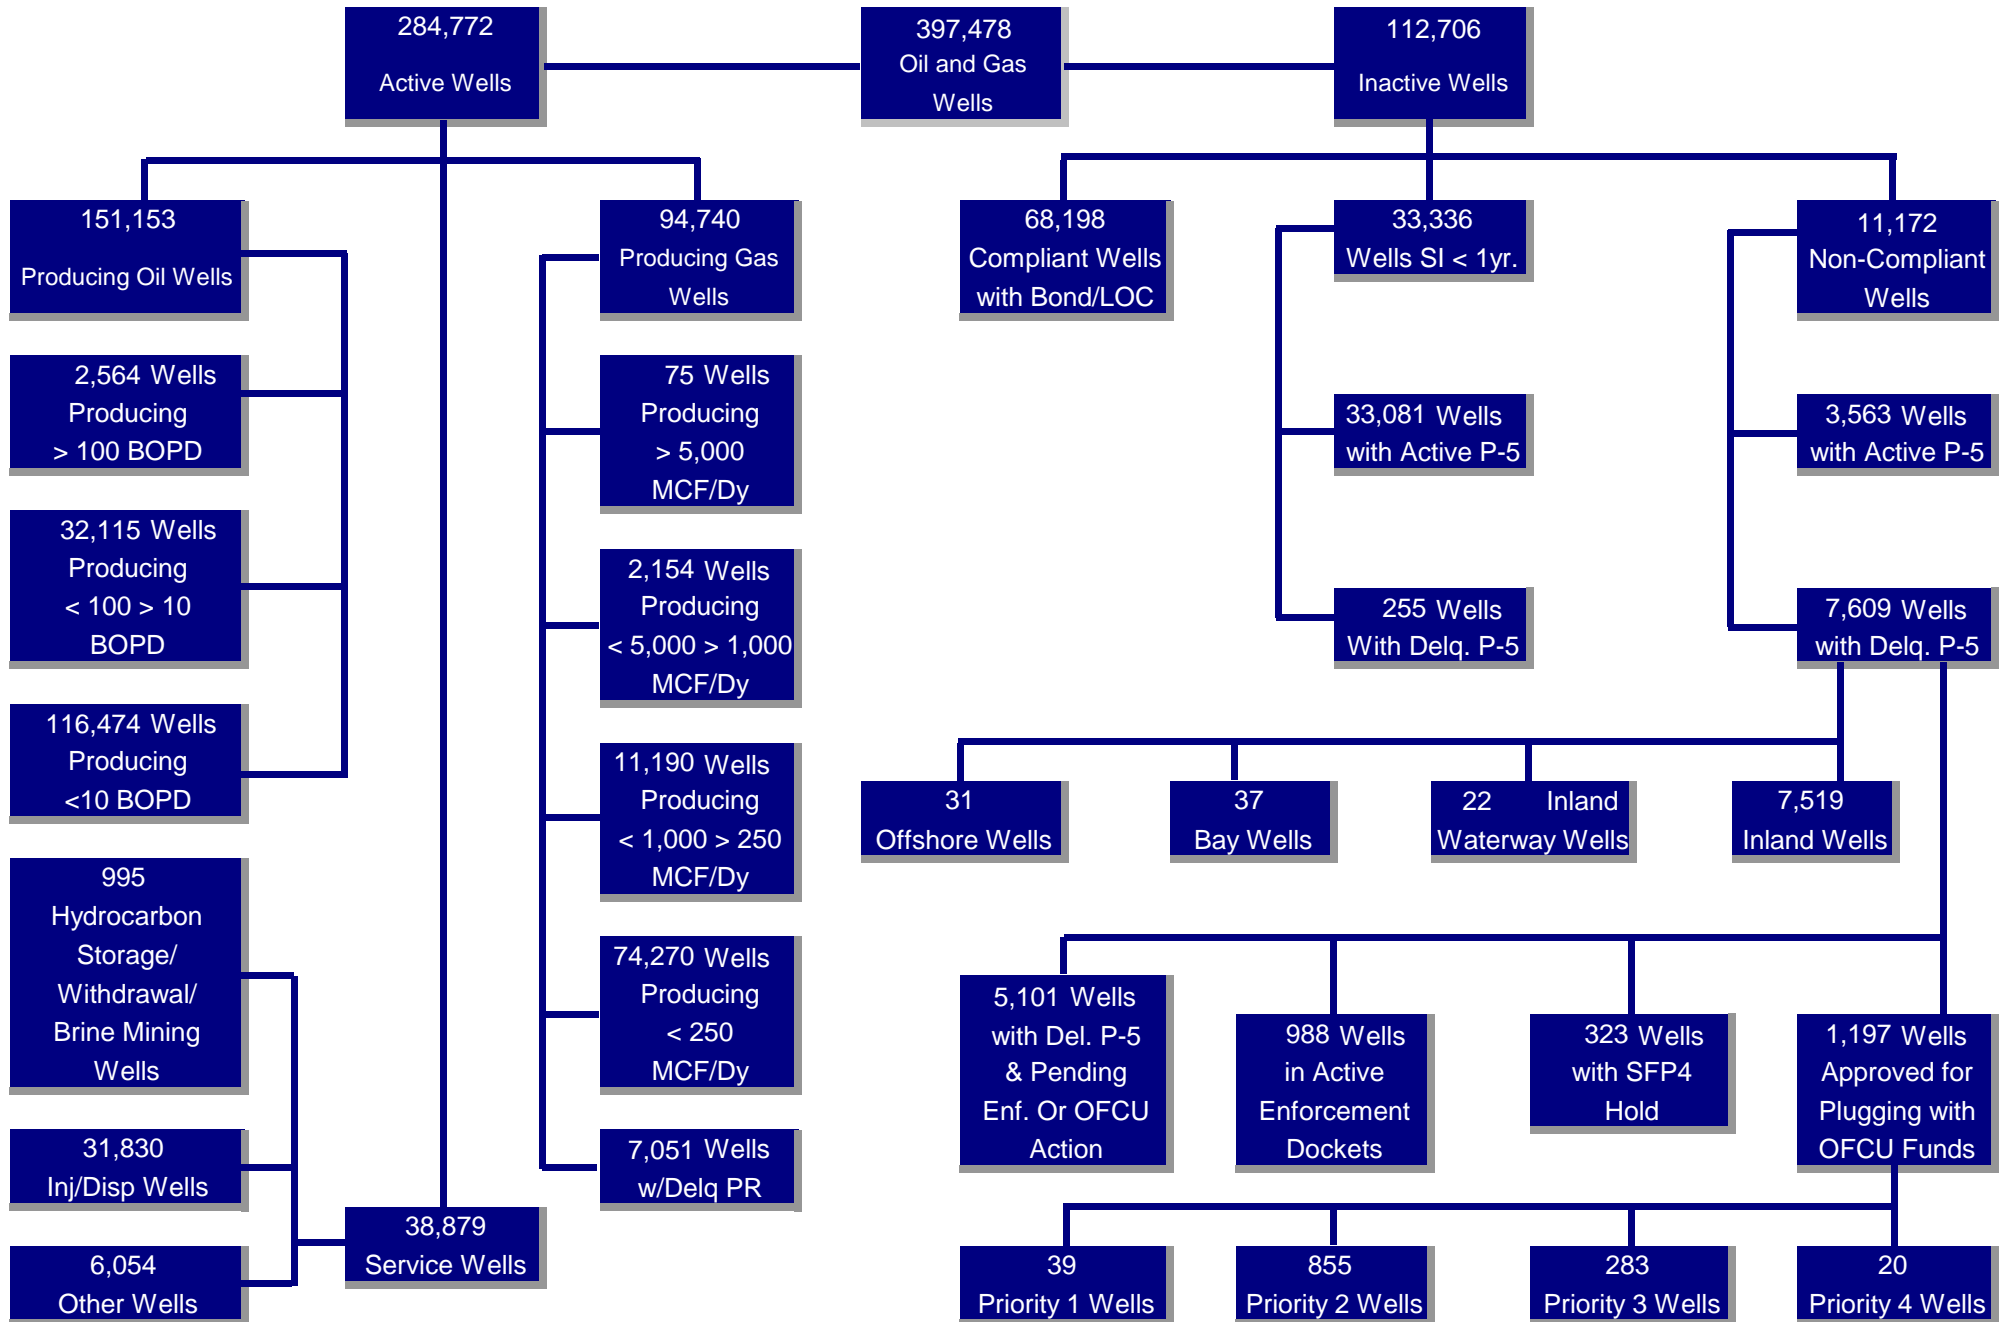 284,772
Active Wells
397,478
Oil and Gas
Wells
112,706
Inactive Wells
151,153
Producing Oil Wells
94,740
Producing Gas
Wells
68,198
Compliant Wells
with Bond/LOC
33,336
Wells SI < 1yr.
11,172
Non-Compliant
Wells
2,564 Wells
Producing
> 100 BOPD
75 Wells
Producing
> 5,000
MCF/Dy
33,081 Wells
with Active P-5
3,563 Wells
with Active P-5
32,115 Wells
Producing
< 100 > 10
BOPD
2,154 Wells
Producing
< 5,000 > 1,000
MCF/Dy
255 Wells
With Delq. P-5
7,609 Wells
with Delq. P-5
116,474 Wells
Producing
<10 BOPD
11,190 Wells
Producing
< 1,000 > 250
MCF/Dy
31
Offshore Wells
37
Bay Wells
22 Inland
Waterway Wells
7,519
Inland Wells
995
Hydrocarbon
Storage/
Withdrawal/
Brine Mining
Wells
74,270 Wells
Producing
< 250
MCF/Dy
5,101 Wells
with Del. P-5
& Pending
Enf. Or OFCU
Action
988 Wells
in Active
Enforcement
Dockets
323 Wells
with SFP4
Hold
1,197 Wells
Approved for
Plugging with
OFCU Funds
31,830
Inj/Disp Wells
7,051 Wells
w/Delq PR
38,879
Service Wells
6,054
Other Wells
39
Priority 1 Wells
855
Priority 2 Wells
283
Priority 3 Wells
20
Priority 4 Wells